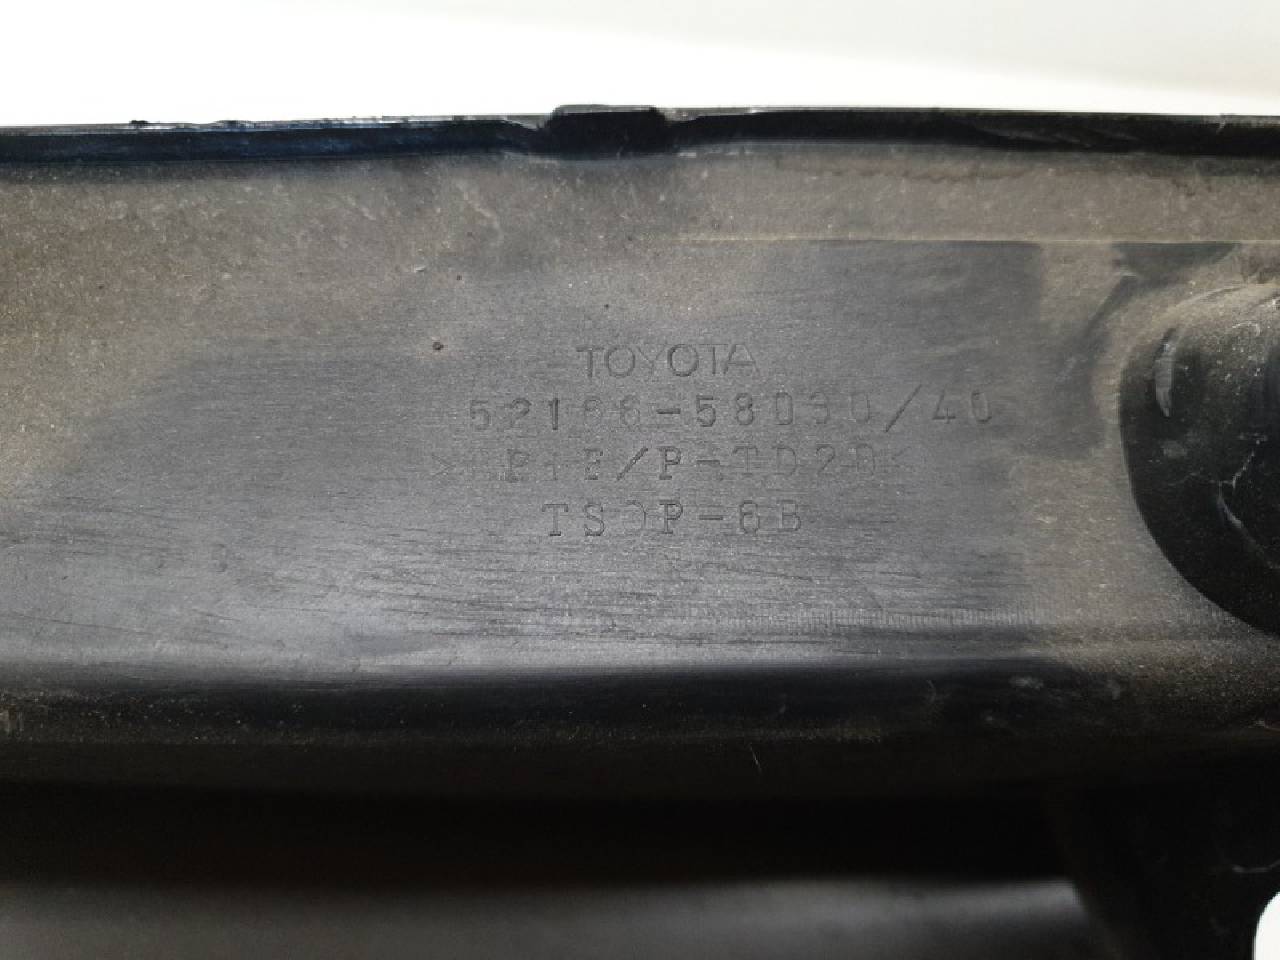 TOYOTA
52166-58030/40
>P+E/P-TD20<
TSOP-6B